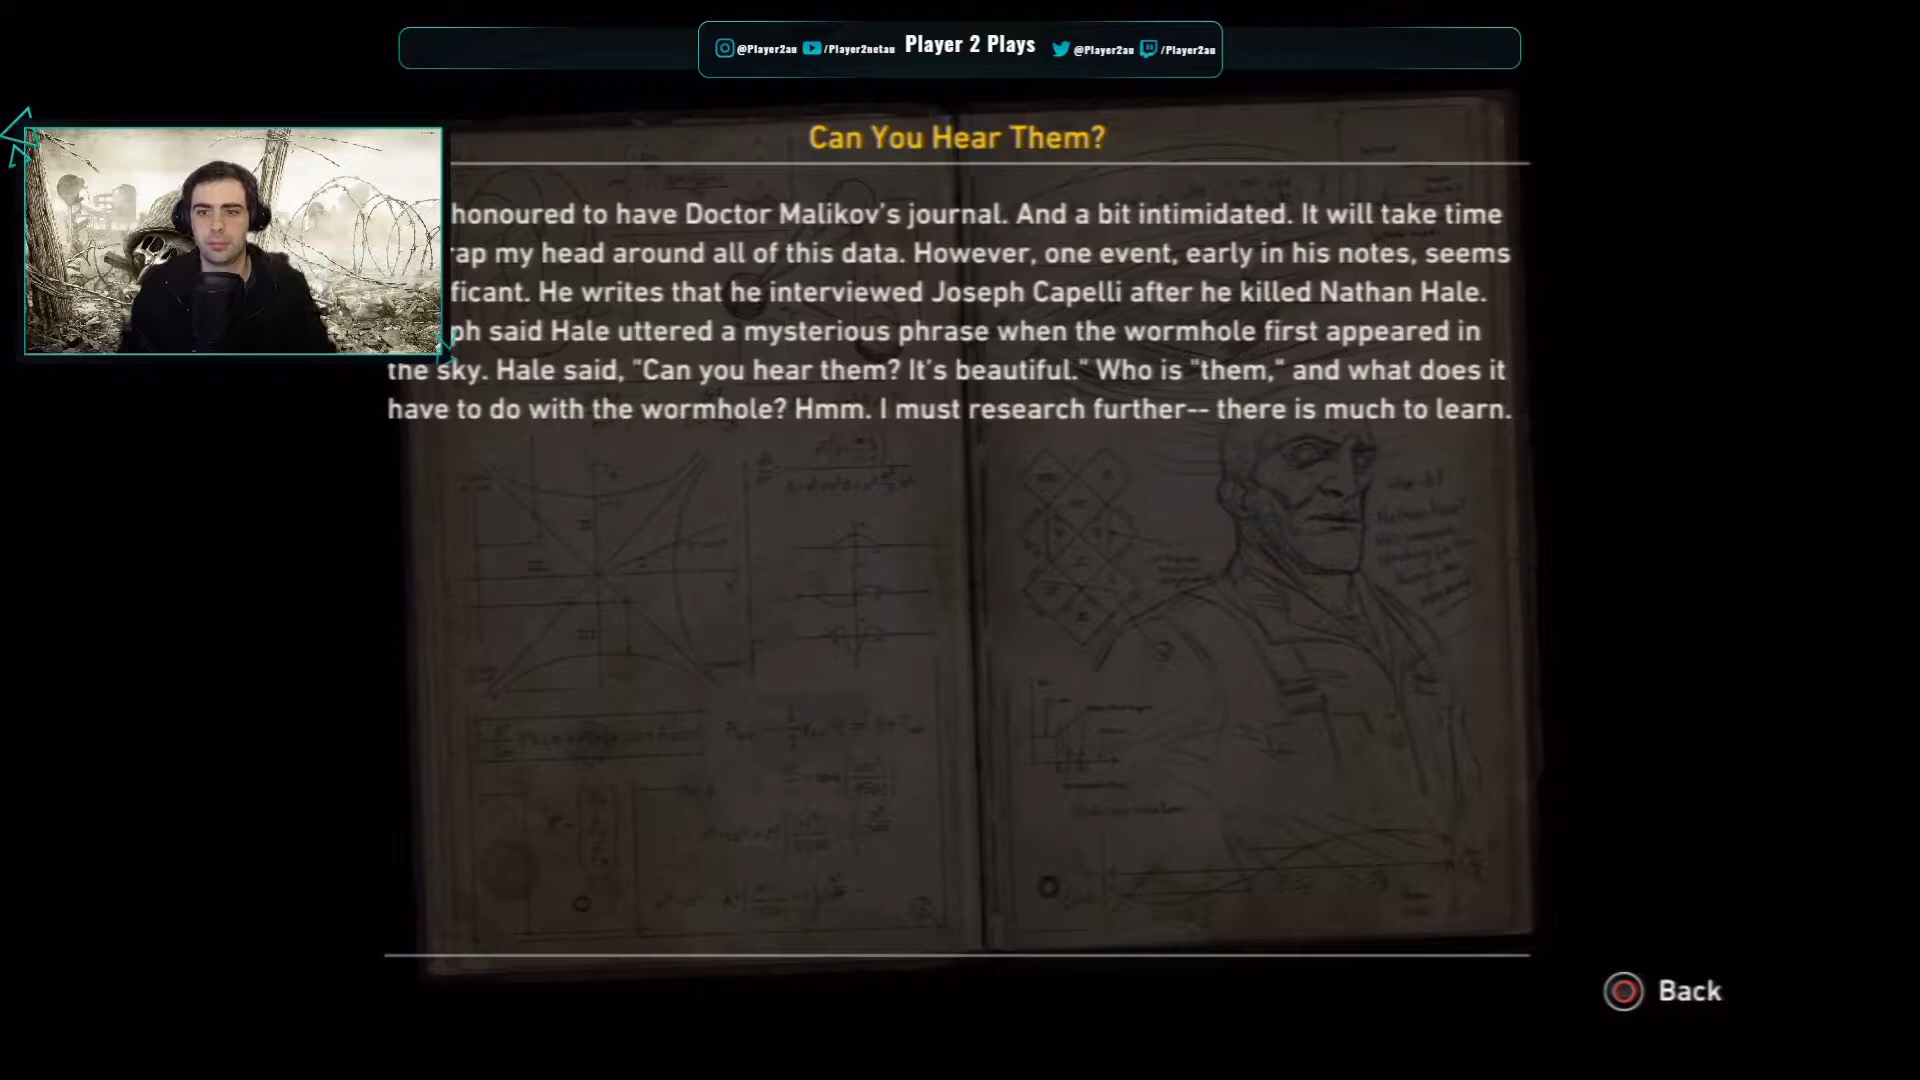 @Player2au /Player2netau Player 2 Plays @Player2au /Player2au
Can You Hear Them?
honoured to have Doctor Malikov's journal. And a bit intimidated. It will take time
rap my head around all of this data. However, one event, early in his notes, seems
ficant. He writes that he interviewed Joseph Capelli after he killed Nathan Hale.
ph said Hale uttered a mysterious phrase when the wormhole first appeared in
the sky. Hale said, "Can you hear them? It's beautiful." Who is "them," and what does it
have to do with the wormhole? Hmm. I must research further-- there is much to learn.
Back